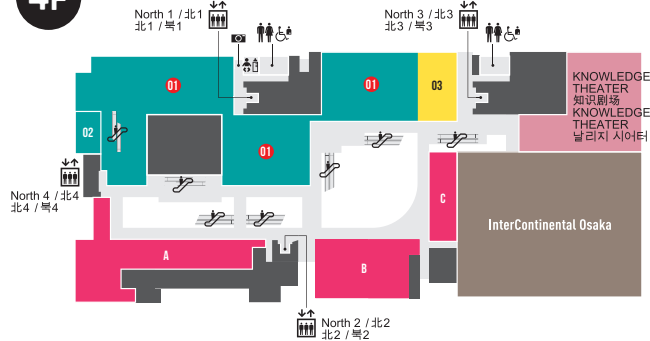 4F
North 1 / 北1
北1 / 북1
North 3 / 北3
北3 / 북3
01
01
03
KNOWLEDGE
THEATER
知识剧场
KNOWLEDGE
THEATER
날리지 시어터
02
01
North 4 / 北4
北4 / 북4
C
InterContinental Osaka
A
B
North 2 / 北2
北2 / 북2